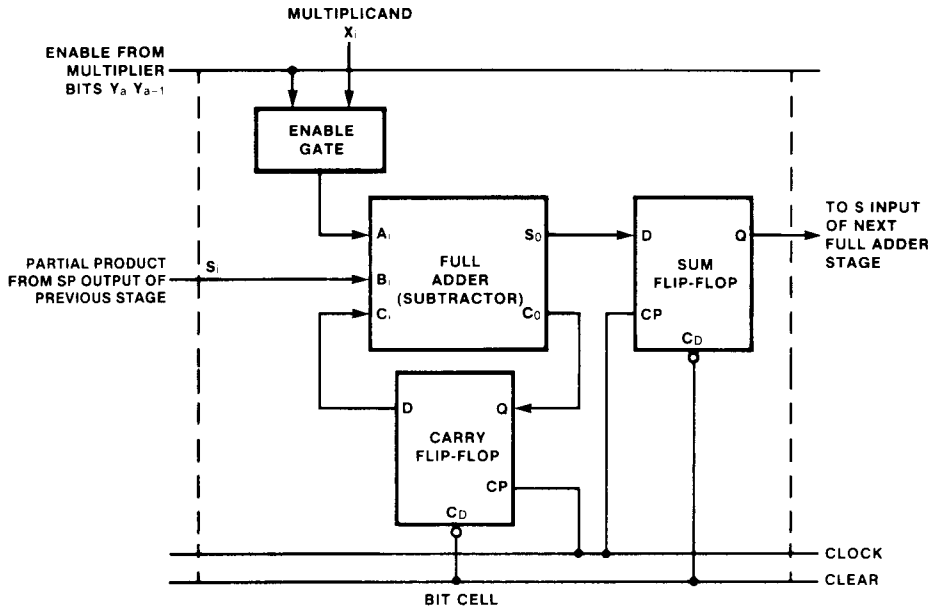 MULTIPLICAND
Xi
ENABLE FROM
MULTIPLIER
BITS Ya Ya−1
ENABLE
GATE
Ai
S0
D
Q
TO S INPUT
OF NEXT
FULL ADDER
STAGE
PARTIAL PRODUCT
FROM SP OUTPUT OF
PREVIOUS STAGE
Si
Bi
FULL
ADDER
(SUBTRACTOR)
SUM
FLIP-FLOP
Ci
C0
CP
CD
D
Q
CARRY
FLIP-FLOP
CP
CD
CLOCK
CLEAR
BIT CELL